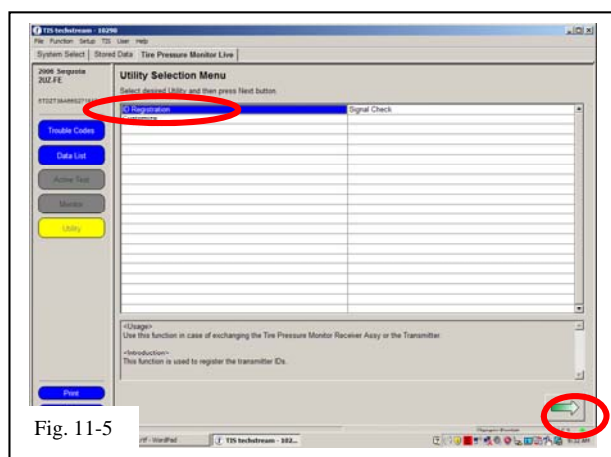 TIS techstream - 10290
File Function Setup TIS User Help
System Select Stored Data Tire Pressure Monitor Live
2006 Sequoia
2UZ-FE
Utility Selection Menu
Select desired Utility and then press Next button.
ID Registration Signal Check
Customize
Trouble Codes
Data List
Active Test
Monitor
Utility
<Usage>
Use this function in case of exchanging the Tire Pressure Monitor Receiver Assy or the Transmitter.
<Introduction>
This function is used to register the transmitter IDs.
Print
Fig. 11-5
rtf - WordPad
TIS techstream - 102...
AM